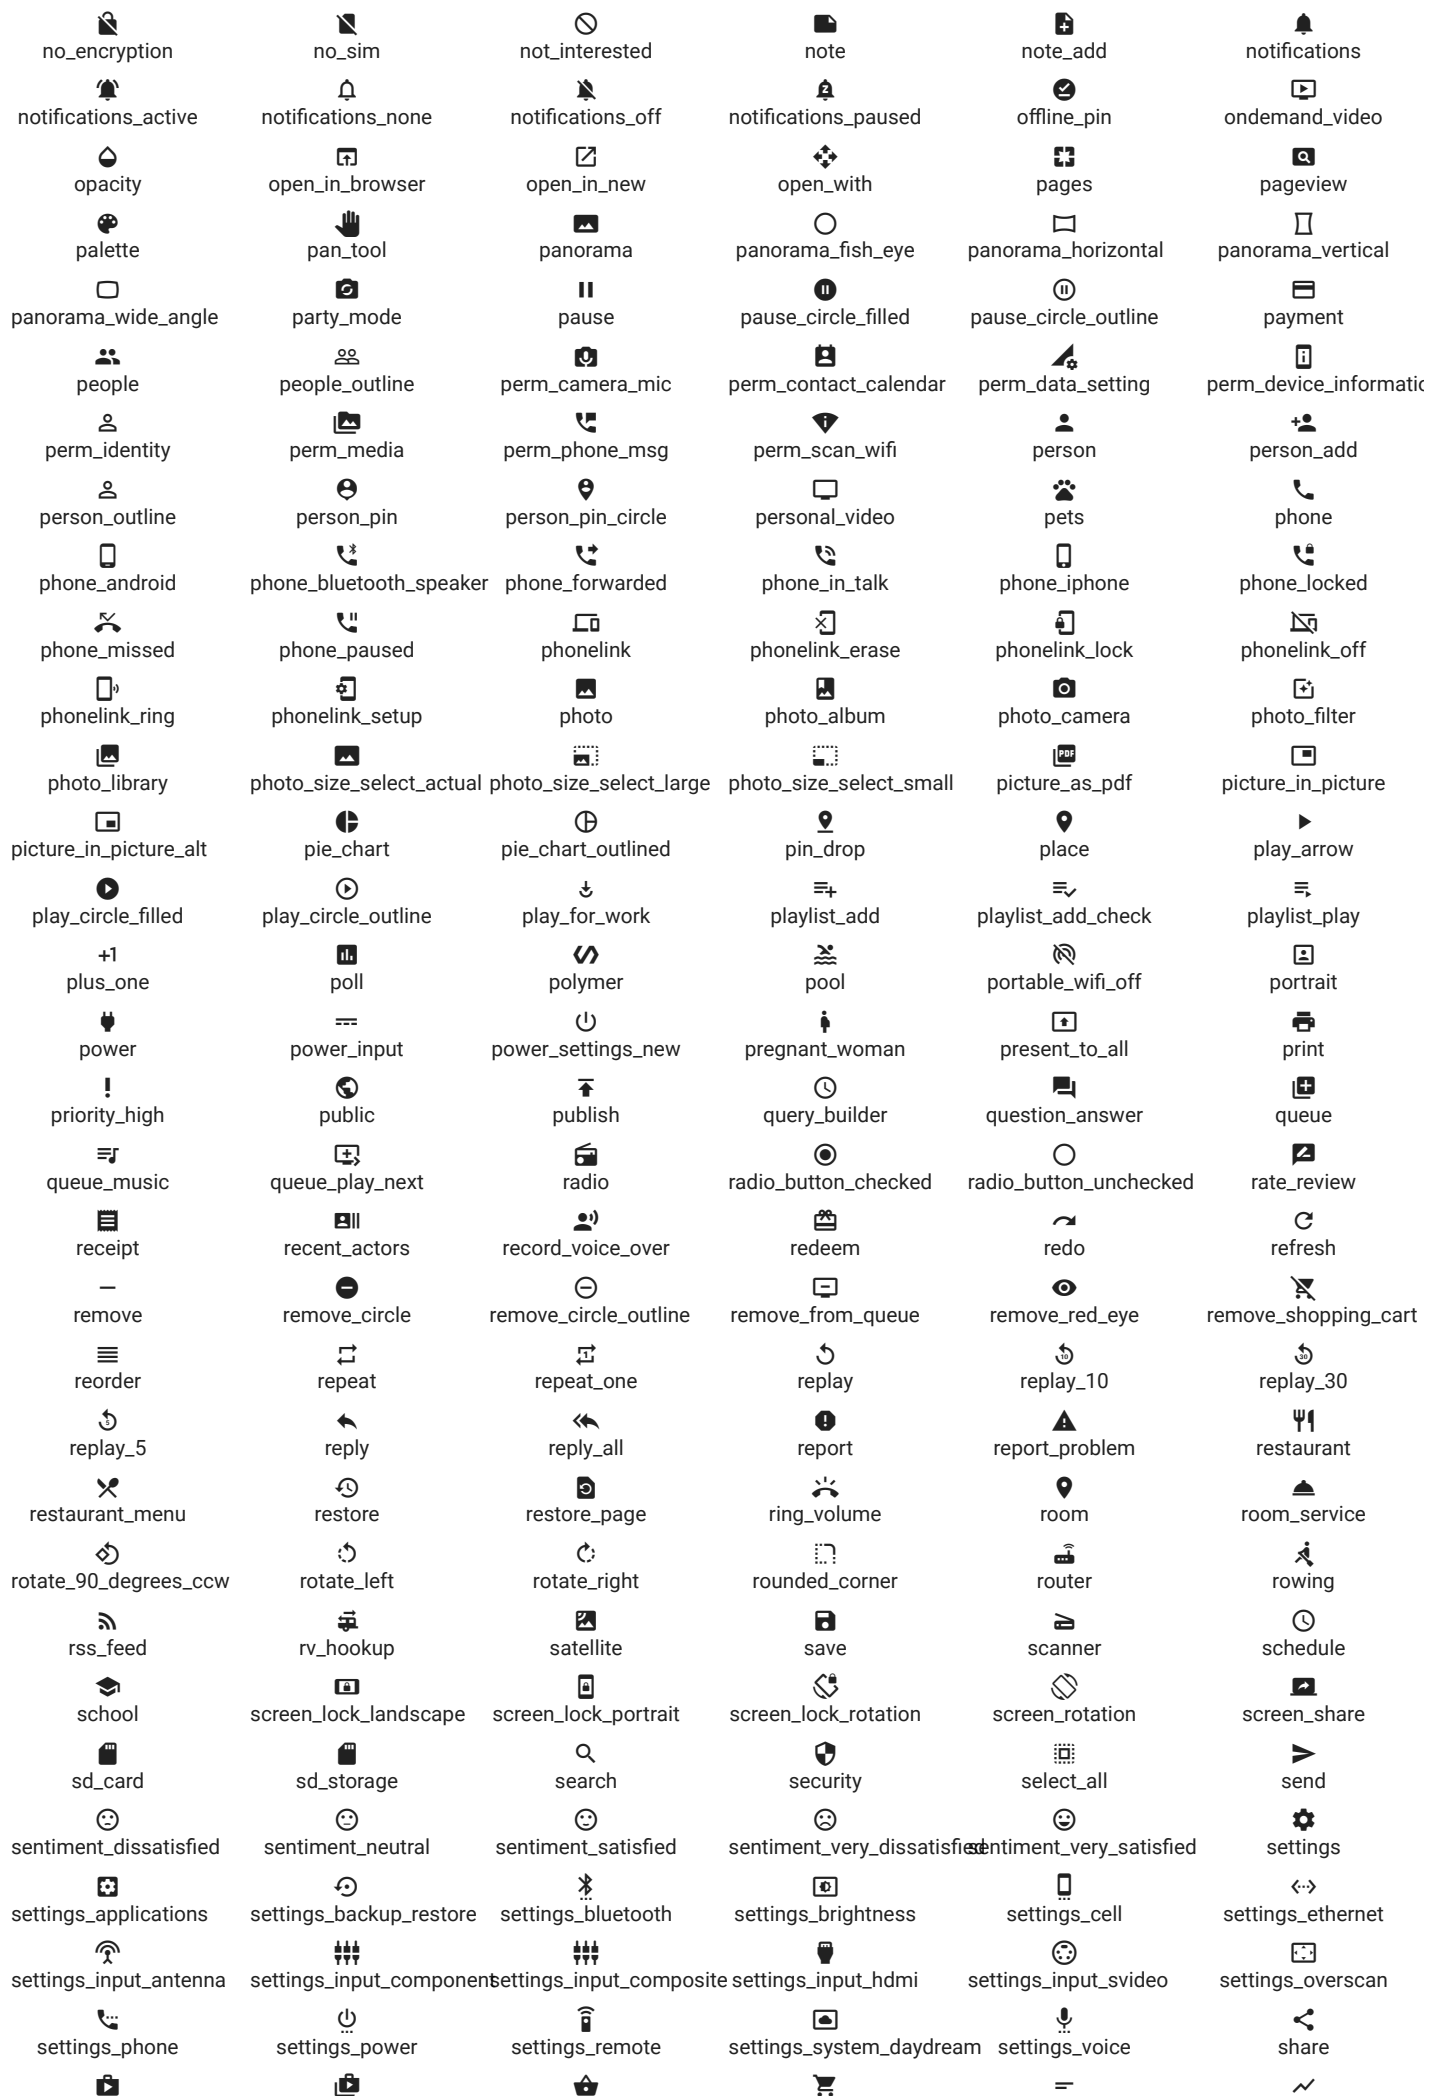 no_encryption no_sim not_interested note note_add notifications
notifications_active notifications_none notifications_off notifications_paused offline_pin ondemand_video
opacity open_in_browser open_in_new open_with pages pageview
palette pan_tool panorama panorama_fish_eye panorama_horizontal panorama_vertical
panorama_wide_angle party_mode pause pause_circle_filled pause_circle_outline payment
people people_outline perm_camera_mic perm_contact_calendar perm_data_setting perm_device_informatic
perm_identity perm_media perm_phone_msg perm_scan_wifi person person_add
person_outline person_pin person_pin_circle personal_video pets phone
phone_android phone_bluetooth_speaker phone_forwarded phone_in_talk phone_iphone phone_locked
phone_missed phone_paused phonelink phonelink_erase phonelink_lock phonelink_off
phonelink_ring phonelink_setup photo photo_album photo_camera photo_filter
PDF
photo_library photo_size_select_actual photo_size_select_large photo_size_select_small picture_as_pdf picture_in_picture
picture_in_picture_alt pie_chart pie_chart_outlined pin_drop place play_arrow
play_circle_filled play_circle_outline play_for_work playlist_add playlist_add_check playlist_play
+1
plus_one poll polymer pool portable_wifi_off portrait
power power_input power_settings_new pregnant_woman present_to_all print
priority_high public publish query_builder question_answer queue
queue_music queue_play_next radio radio_button_checked radio_button_unchecked rate_review
receipt recent_actors record_voice_over redeem redo refresh
remove remove_circle remove_circle_outline remove_from_queue remove_red_eye remove_shopping_cart
1 10 30
reorder repeat repeat_one replay replay_10 replay_30
5
replay_5 reply reply_all report report_problem restaurant
restaurant_menu restore restore_page ring_volume room room_service
rotate_90_degrees_ccw rotate_left rotate_right rounded_corner router rowing
rss_feed rv_hookup satellite save scanner schedule
school screen_lock_landscape screen_lock_portrait screen_lock_rotation screen_rotation screen_share
sd_card sd_storage search security select_all send
sentiment_dissatisfied sentiment_neutral sentiment_satisfied sentiment_very_dissatisfied sentiment_very_satisfied settings
settings_applications settings_backup_restore settings_bluetooth settings_brightness settings_cell settings_ethernet
settings_input_antenna settings_input_component settings_input_composite settings_input_hdmi settings_input_svideo settings_overscan
settings_phone settings_power settings_remote settings_system_daydream settings_voice share